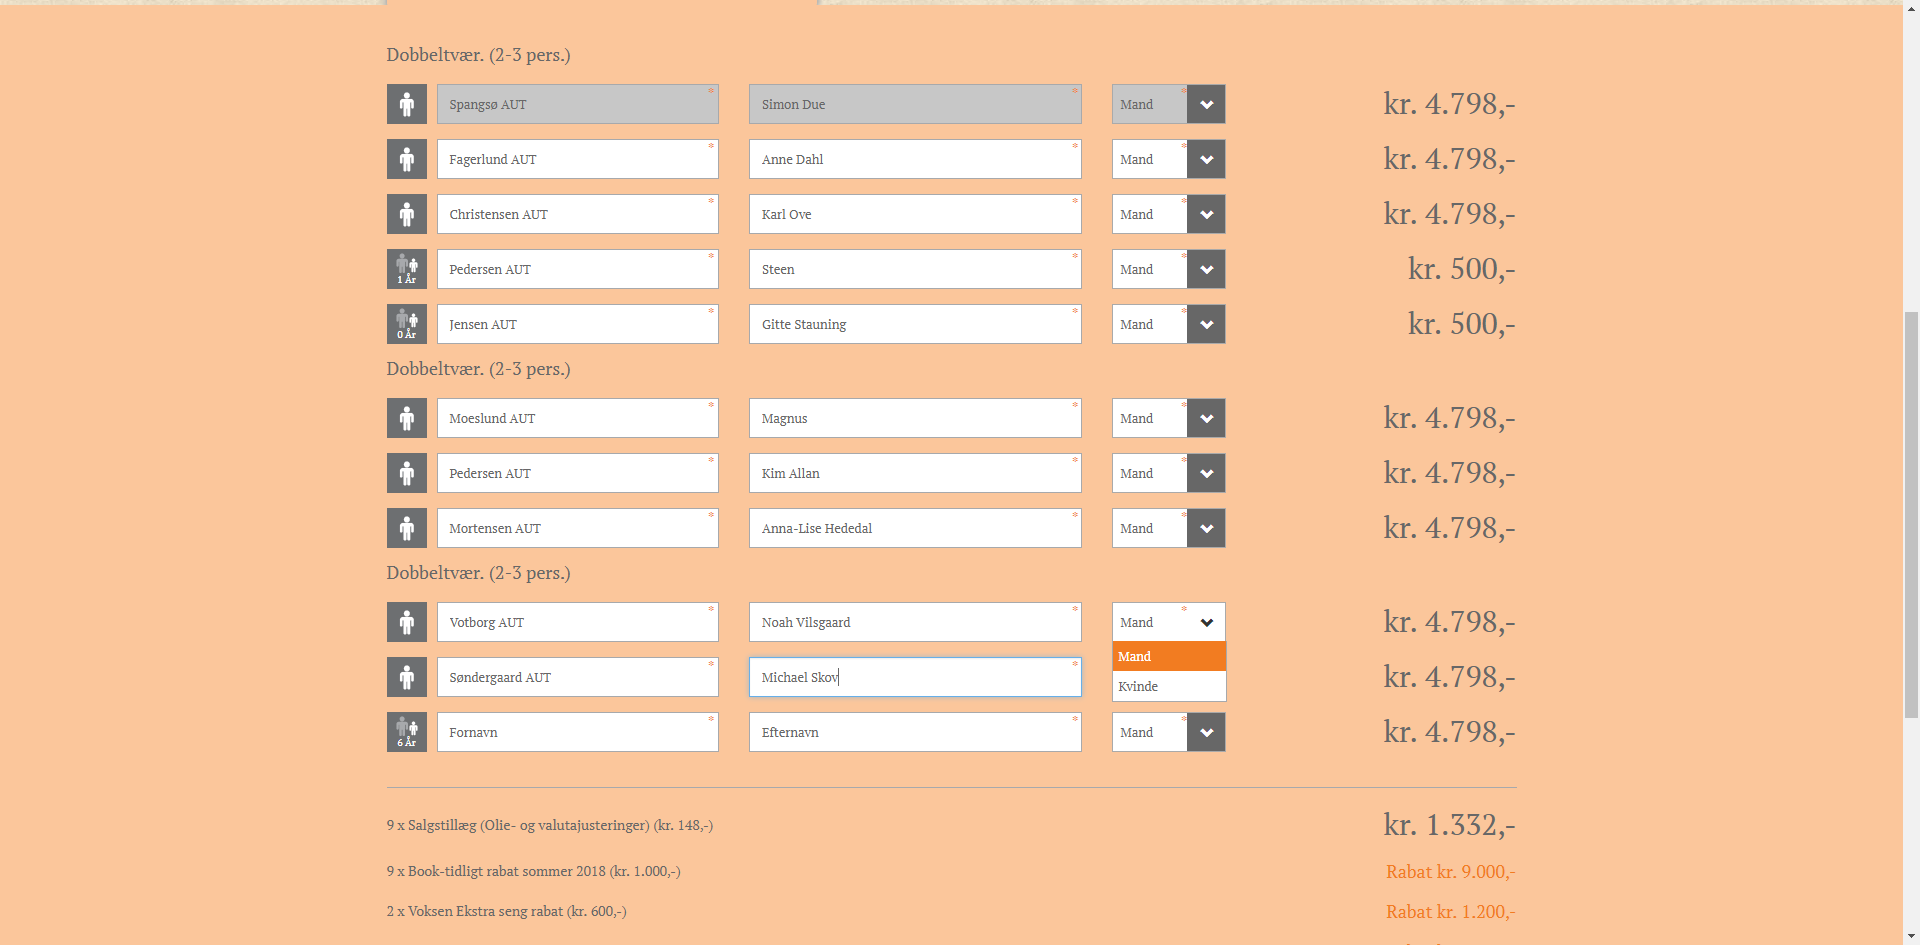 Dobbeltvær. (2-3 pers.)
Spangsø AUT * Simon Due * Mand * kr. 4.798,-
Fagerlund AUT * Anne Dahl * Mand * kr. 4.798,-
Christensen AUT * Karl Ove * Mand * kr. 4.798,-
1 År Pedersen AUT * Steen * Mand * kr. 500,-
0 År Jensen AUT * Gitte Stauning * Mand * kr. 500,-
Dobbeltvær. (2-3 pers.)
Moeslund AUT * Magnus * Mand * kr. 4.798,-
Pedersen AUT * Kim Allan * Mand * kr. 4.798,-
Mortensen AUT * Anna-Lise Hededal * Mand * kr. 4.798,-
Dobbeltvær. (2-3 pers.)
Votborg AUT * Noah Vilsgaard * Mand * kr. 4.798,-
Mand
Søndergaard AUT * Michael Skov * kr. 4.798,-
Kvinde
6 År Fornavn * Efternavn * Mand * kr. 4.798,-
9 x Salgstillæg (Olie- og valutajusteringer) (kr. 148,-) kr. 1.332,-
9 x Book-tidligt rabat sommer 2018 (kr. 1.000,-) Rabat kr. 9.000,-
2 x Voksen Ekstra seng rabat (kr. 600,-) Rabat kr. 1.200,-